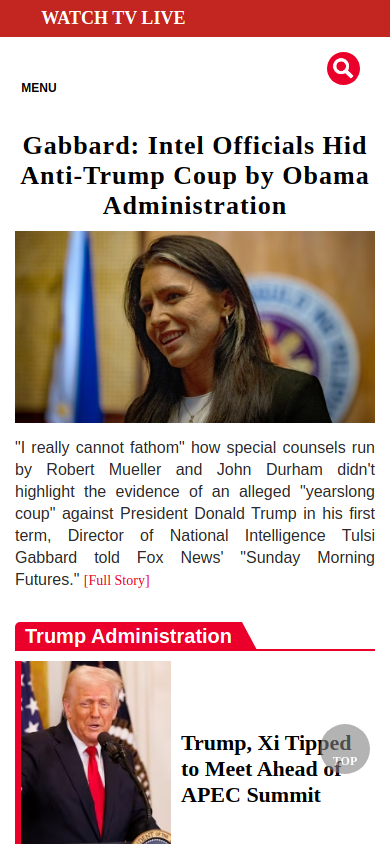 WATCH TV LIVE
MENU
Gabbard: Intel Officials Hid
Anti-Trump Coup by Obama
Administration
"I really cannot fathom" how special counsels run
by Robert Mueller and John Durham didn't
highlight the evidence of an alleged "yearslong
coup" against President Donald Trump in his first
term, Director of National Intelligence Tulsi
Gabbard told Fox News' "Sunday Morning
Futures." [Full Story]
Trump Administration
Trump, Xi Tipped
to Meet Ahead of
APEC Summit
TOP